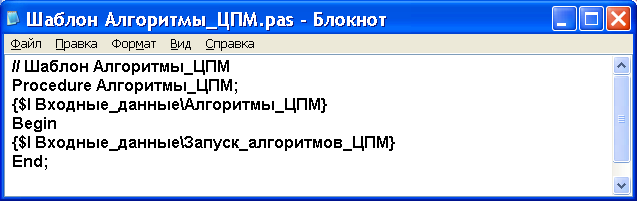 Шаблон Алгоритмы_ЦПМ.pas - Блокнот
Файл Правка Формат Вид Справка
// Шаблон Алгоритмы_ЦПМ
Procedure Алгоритмы_ЦПМ;
{$I Входные_данные\Алгоритмы_ЦПМ}
Begin
{$I Входные_данные\Запуск_алгоритмов_ЦПМ}
End;